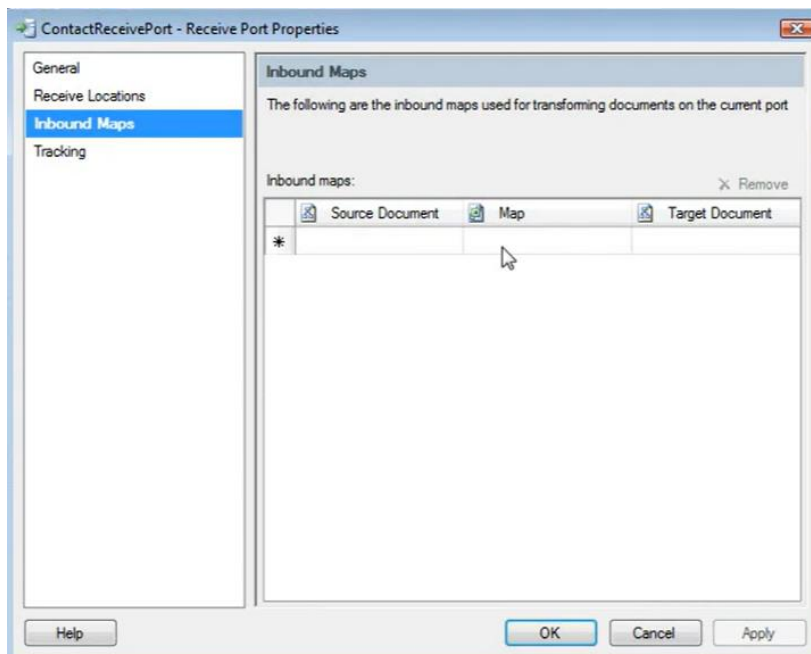 ContactReceivePort - Receive Port Properties
General
Receive Locations
Inbound Maps
Tracking
Inbound Maps
The following are the inbound maps used for transforming documents on the current port
Inbound maps:
Remove
Source Document Map Target Document
Help OK Cancel Apply